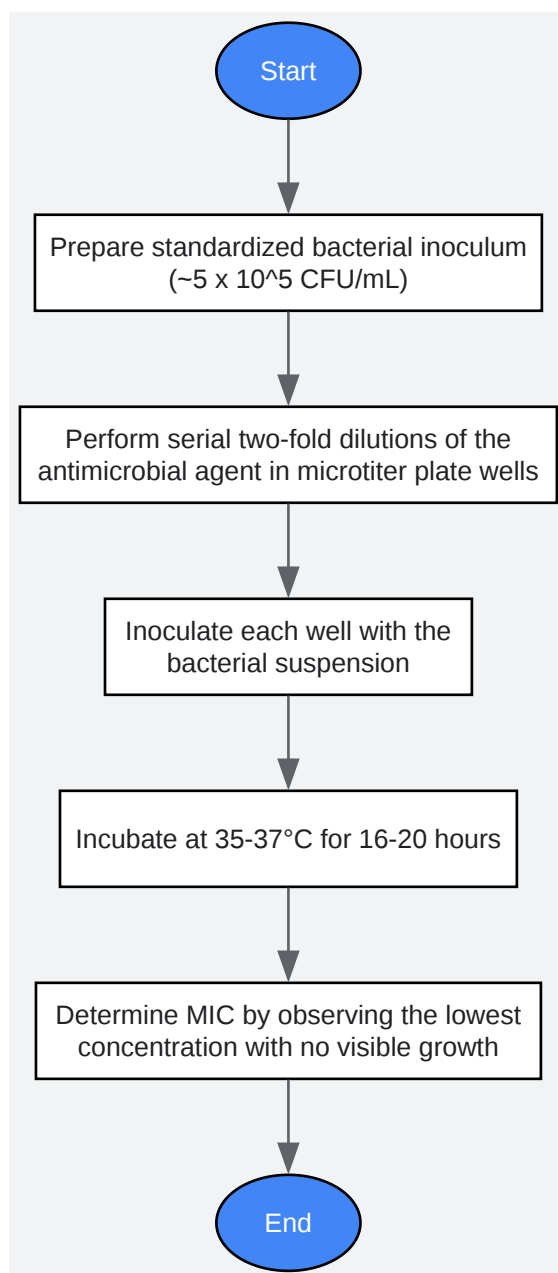 Start
Prepare standardized bacterial inoculum
(~5 x 10^5 CFU/mL)
Perform serial two-fold dilutions of the
antimicrobial agent in microtiter plate wells
Inoculate each well with the
bacterial suspension
Incubate at 35-37°C for 16-20 hours
Determine MIC by observing the lowest
concentration with no visible growth
End